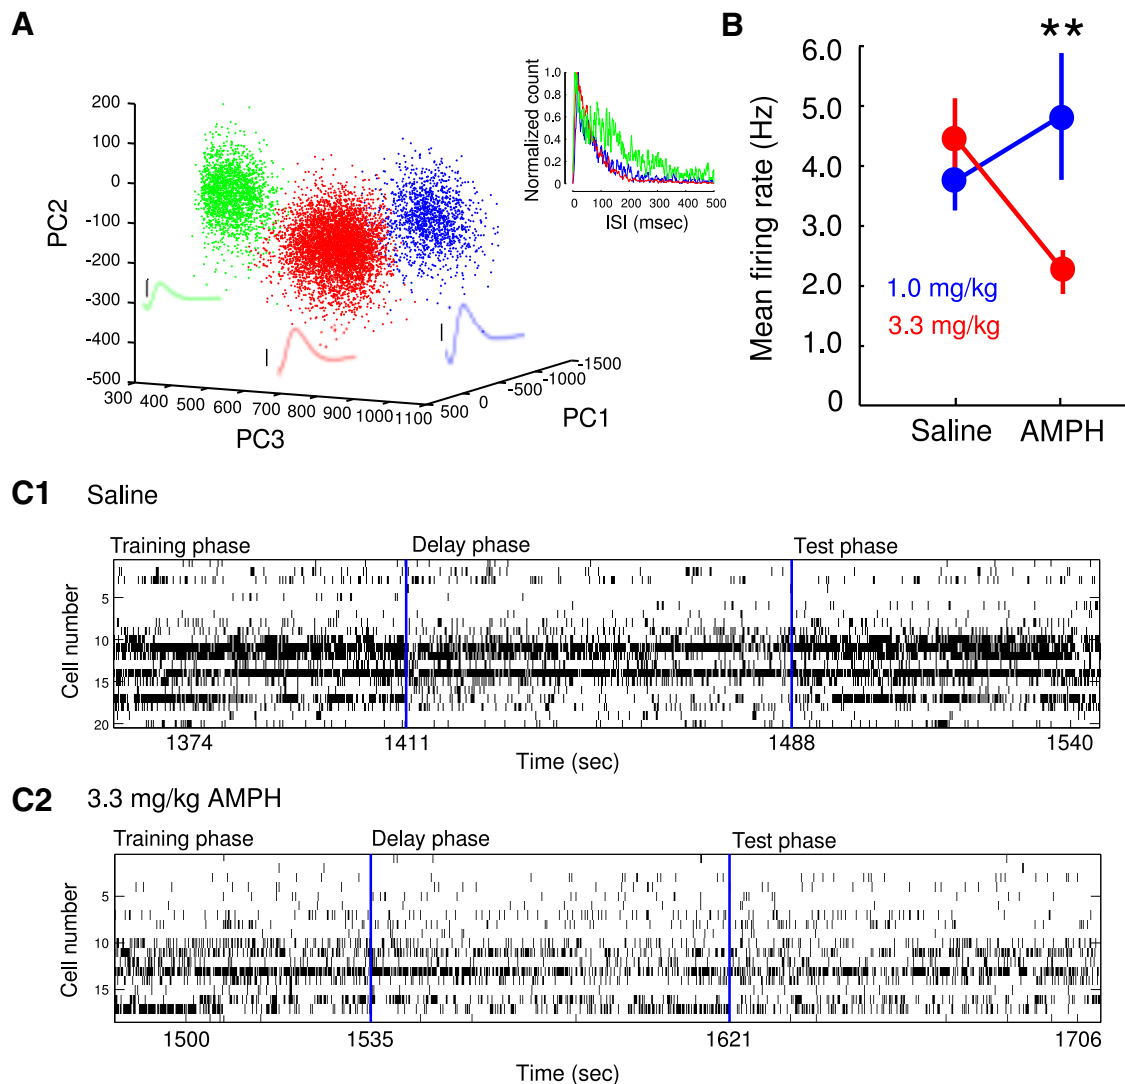 A
200
100
0
-100
-200
-300
-400
-500
PC2
300 400 500 600 700 800 900 1000 1100
PC3
500 0 -500 -1000 -1500
PC1
Normalized count
1.0
0.8
0.6
0.4
0.2
0
0 100 200 300 400 500
ISI (msec)
B
**
Mean firing rate (Hz)
6.0
5.0
4.0
3.0
2.0
1.0
0
1.0 mg/kg
3.3 mg/kg
Saline AMPH
C1 Saline
Training phase Delay phase Test phase
Cell number
5
10
15
20
1374 1411 1488 1540
Time (sec)
C2 3.3 mg/kg AMPH
Training phase Delay phase Test phase
Cell number
5
10
15
1500 1535 1621 1706
Time (sec)